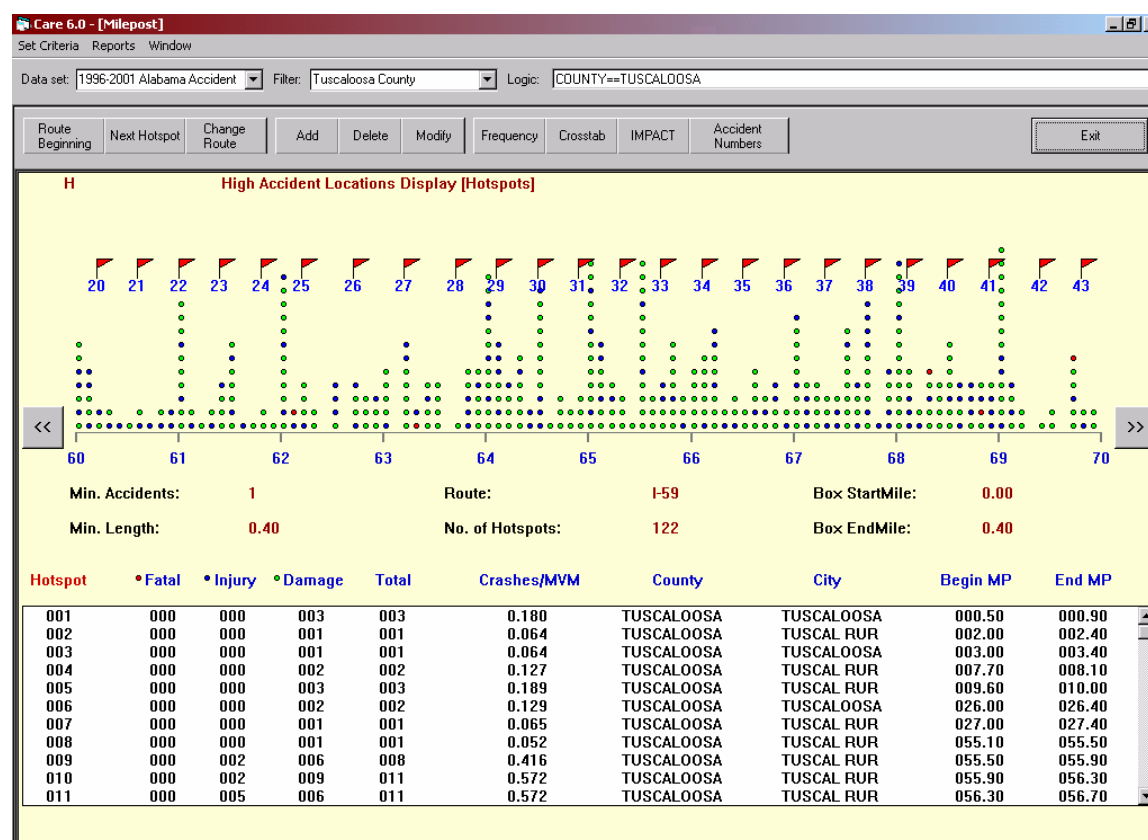 Care 6.0 - [Milepost]
Set Criteria Reports Window
Data set: 1996-2001 Alabama Accident Filter: Tuscaloosa County Logic: COUNTY==TUSCALOOSA
Route Beginning Next Hotspot Change Route Add Delete Modify Frequency Crosstab IMPACT Accident Numbers Exit
H High Accident Locations Display [Hotspots]
20 21 22 23 24 25 26 27 28 29 30 31 32 33 34 35 36 37 38 39 40 41 42 43
<< >>
60 61 62 63 64 65 66 67 68 69 70
Min. Accidents: 1 Route: I-59 Box StartMile: 0.00
Min. Length: 0.40 No. of Hotspots: 122 Box EndMile: 0.40
Hotspot Fatal Injury Damage Total Crashes/MVM County City Begin MP End MP
001 000 000 003 003 0.180 TUSCALOOSA TUSCALOOSA 000.50 000.90
002 000 000 001 001 0.064 TUSCALOOSA TUSCAL RUR 002.00 002.40
003 000 000 001 001 0.064 TUSCALOOSA TUSCALOOSA 003.00 003.40
004 000 000 002 002 0.127 TUSCALOOSA TUSCAL RUR 007.70 008.10
005 000 000 003 003 0.189 TUSCALOOSA TUSCAL RUR 009.60 010.00
006 000 000 002 002 0.129 TUSCALOOSA TUSCALOOSA 026.00 026.40
007 000 000 001 001 0.065 TUSCALOOSA TUSCAL RUR 027.00 027.40
008 000 000 001 001 0.052 TUSCALOOSA TUSCAL RUR 055.10 055.50
009 000 002 006 008 0.416 TUSCALOOSA TUSCAL RUR 055.50 055.90
010 000 002 009 011 0.572 TUSCALOOSA TUSCAL RUR 055.90 056.30
011 000 005 006 011 0.572 TUSCALOOSA TUSCAL RUR 056.30 056.70